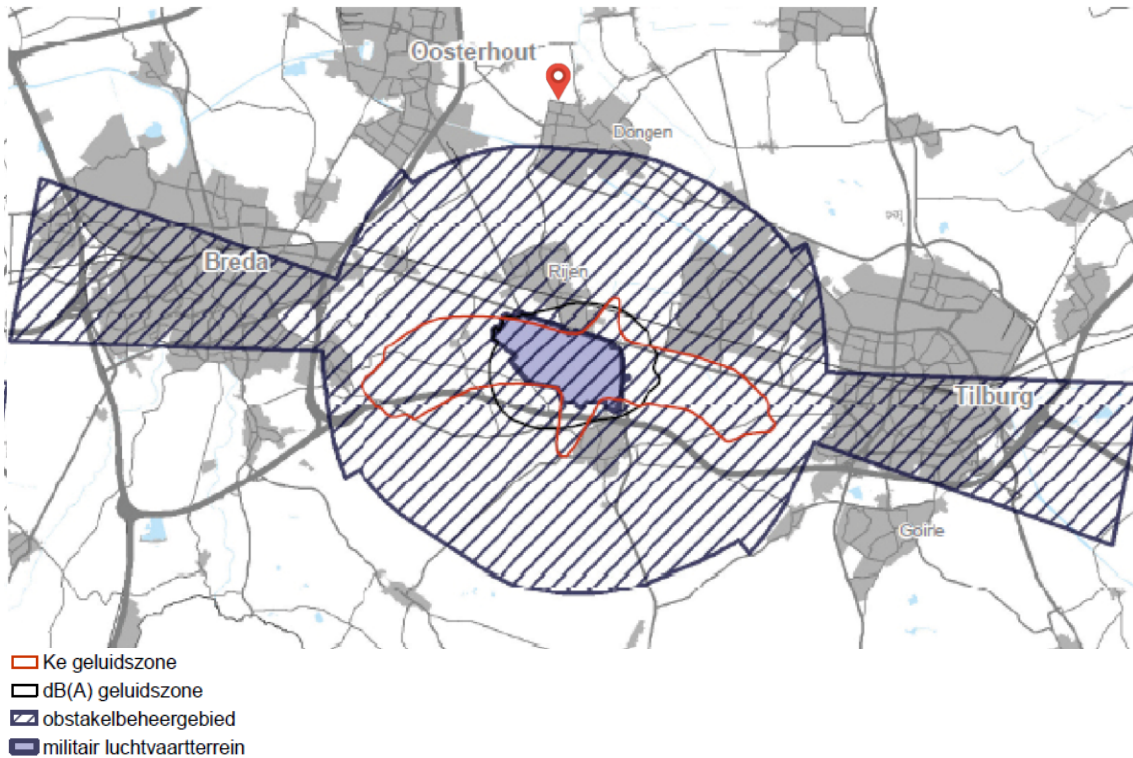 Oosterhout
Dongen
Breda
Rijen
Tilburg
Goirle
Ke geluidszone
dB(A) geluidszone
obstakelbeheergebied
militair luchtvaartterrein